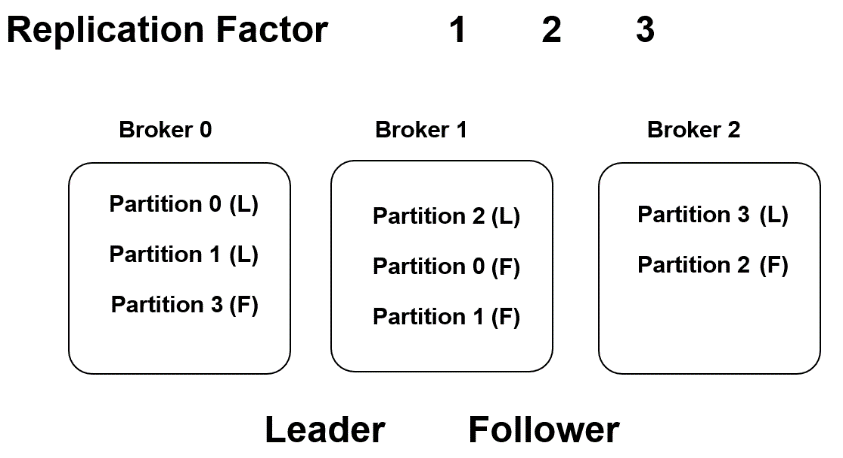 Replication Factor 1 2 3
Broker 0
Partition 0 (L)
Partition 1 (L)
Partition 3 (F)
Broker 1
Partition 2 (L)
Partition 0 (F)
Partition 1 (F)
Broker 2
Partition 3 (L)
Partition 2 (F)
Leader Follower